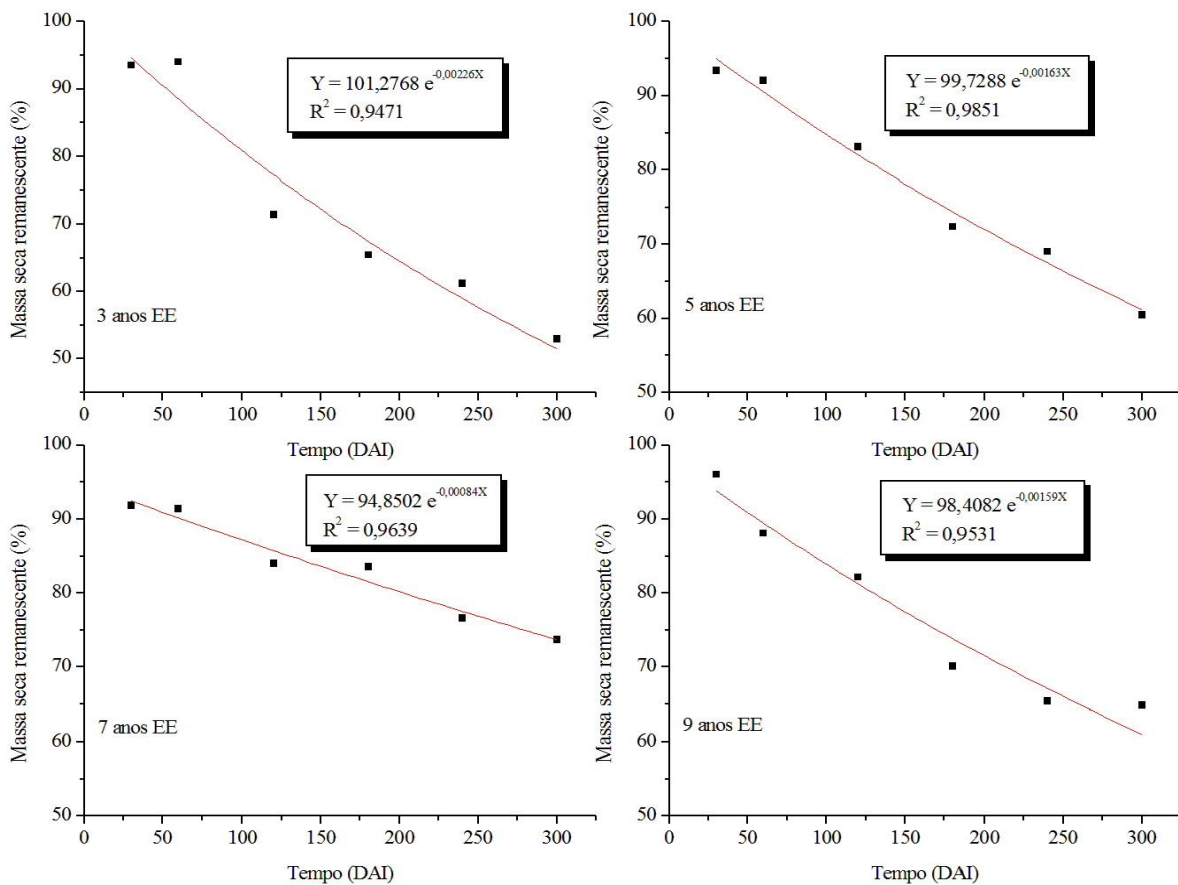 Massa seca remanescente (%)
100
90
80
70
60
50
Y = 101,2768 e^-0,00226X
R² = 0,9471
3 anos EE
0 50 100 150 200 250 300
Tempo (DAI)
Massa seca remanescente (%)
100
90
80
70
60
50
Y = 99,7288 e^-0,00163X
R² = 0,9851
5 anos EE
0 50 100 150 200 250 300
Tempo (DAI)
Massa seca remanescente (%)
100
90
80
70
60
50
Y = 94,8502 e^-0,00084X
R² = 0,9639
7 anos EE
0 50 100 150 200 250 300
Tempo (DAI)
Massa seca remanescente (%)
100
90
80
70
60
50
Y = 98,4082 e^-0,00159X
R² = 0,9531
9 anos EE
0 50 100 150 200 250 300
Tempo (DAI)